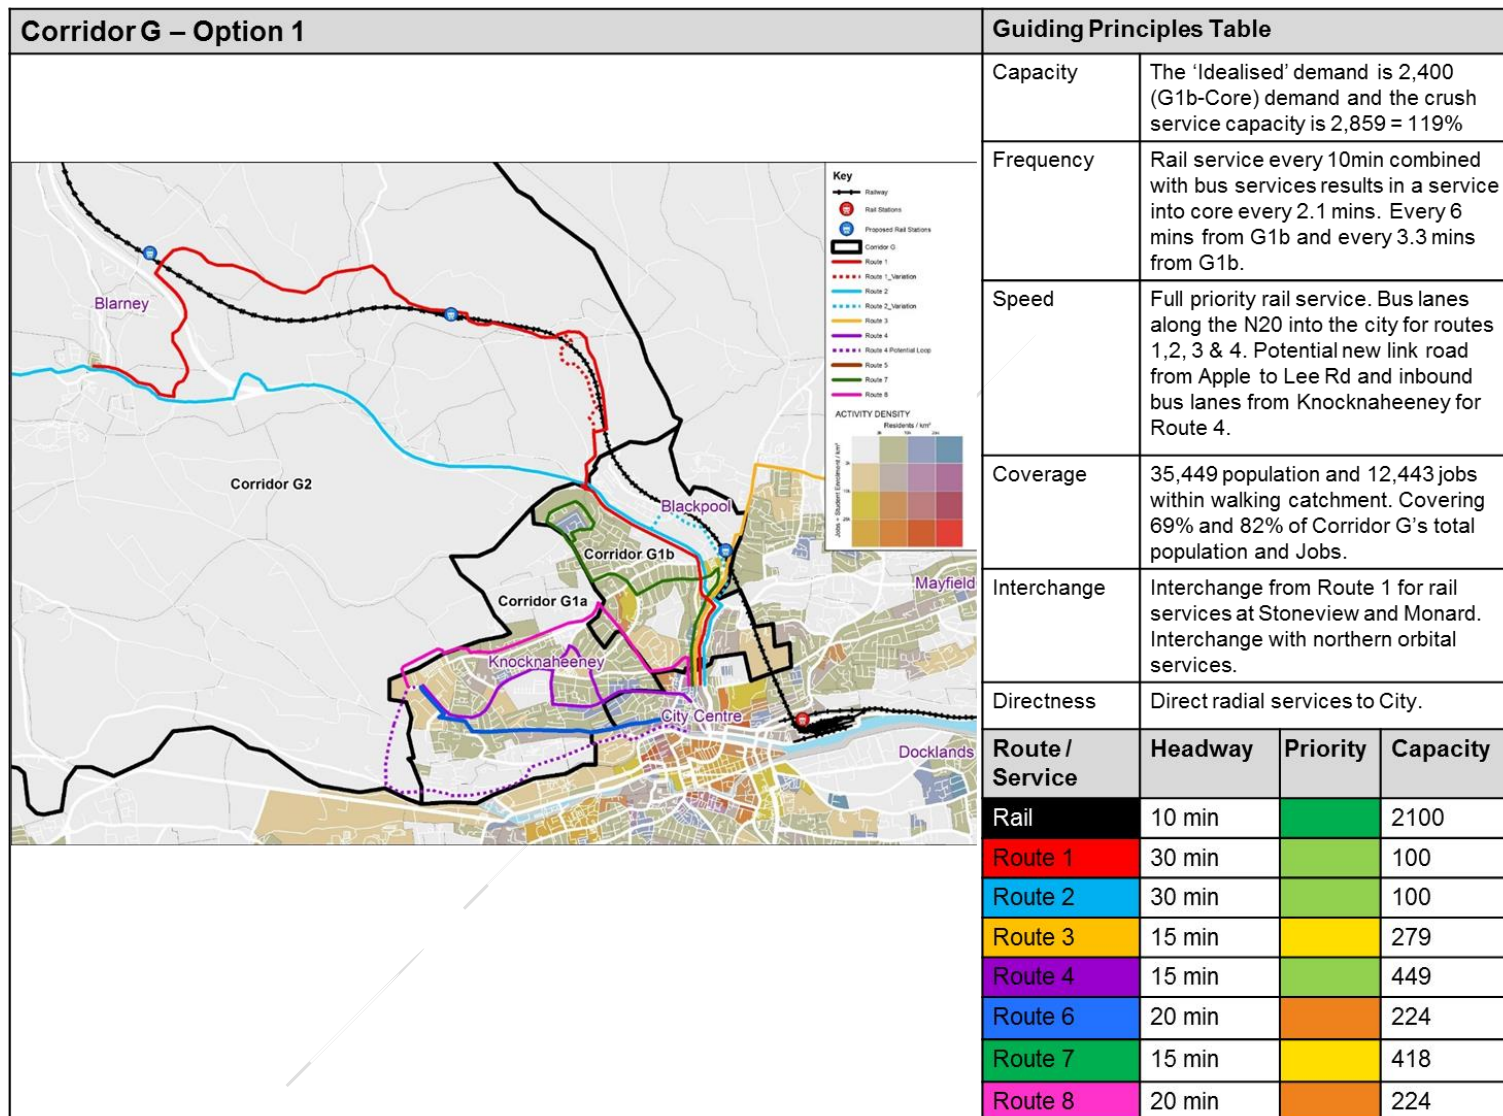 Corridor G – Option 1
Guiding Principles Table
Capacity
The ‘Idealised’ demand is 2,400
(G1b-Core) demand and the crush
service capacity is 2,859 = 119%
Frequency
Rail service every 10min combined
with bus services results in a service
into core every 2.1 mins. Every 6
mins from G1b and every 3.3 mins
from G1b.
Speed
Full priority rail service. Bus lanes
along the N20 into the city for routes
1,2, 3 & 4. Potential new link road
from Apple to Lee Rd and inbound
bus lanes from Knocknaheeney for
Route 4.
Coverage
35,449 population and 12,443 jobs
within walking catchment. Covering
69% and 82% of Corridor G’s total
population and Jobs.
Interchange
Interchange from Route 1 for rail
services at Stoneview and Monard.
Interchange with northern orbital
services.
Directness
Direct radial services to City.
Route / Service Headway Priority Capacity
Rail 10 min 2100
Route 1 30 min 100
Route 2 30 min 100
Route 3 15 min 279
Route 4 15 min 449
Route 6 20 min 224
Route 7 15 min 418
Route 8 20 min 224
Key
Railway
Rail Stations
Proposed Rail Stations
Corridor G
Route 1
Route 1_Variation
Route 2
Route 2_Variation
Route 3
Route 4
Route 4 Potential Loop
Route 5
Route 7
Route 8
ACTIVITY DENSITY
Residents / km²
Jobs + Student Enrolment / km²
Blarney
Corridor G2
Blackpool
Corridor G1b
Corridor G1a
Mayfield
Knocknaheeney
City Centre
Docklands